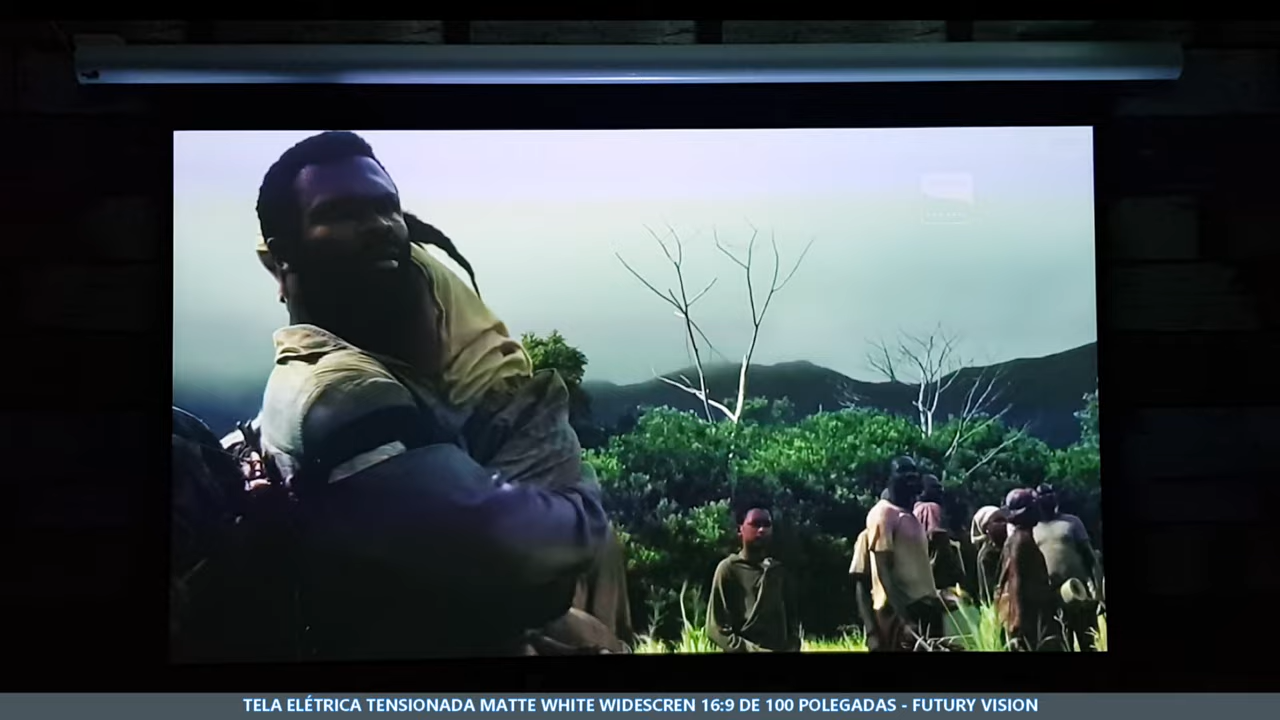 TELA ELÉTRICA TENSIONADA MATTE WHITE WIDESCREN 16:9 DE 100 POLEGADAS - FUTURY VISION